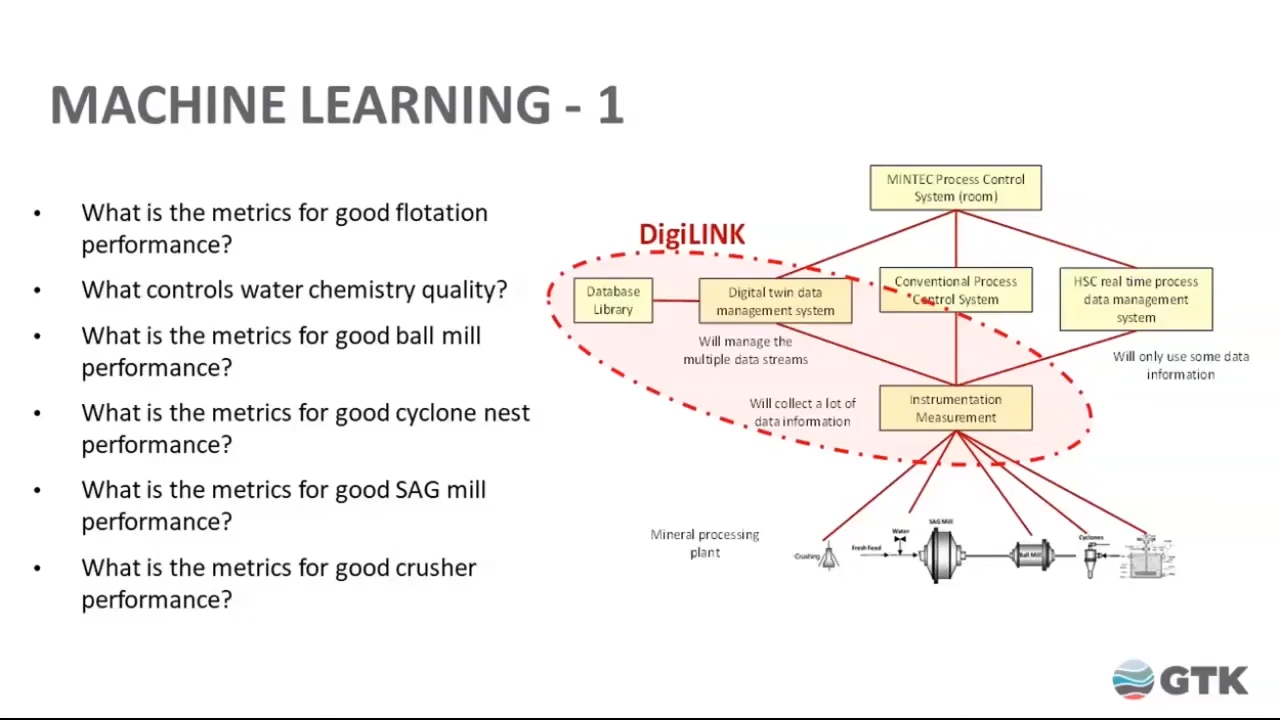 MACHINE LEARNING - 1
• What is the metrics for good flotation
performance?
• What controls water chemistry quality?
• What is the metrics for good ball mill
performance?
• What is the metrics for good cyclone nest
performance?
• What is the metrics for good SAG mill
performance?
• What is the metrics for good crusher
performance?
MINTEC Process Control
System (room)
DigiLINK
Database
Library
Digital twin data
management system
Conventional Process
Control System
HSC real time process
data management
system
Will manage the
multiple data streams
Will only use some data
information
Will collect a lot of
data information
Instrumentation
Measurement
Mineral processing
plant
Crushing
Fresh Feed
Water
SAG Mill
Ball Mill
Cyclones
GTK